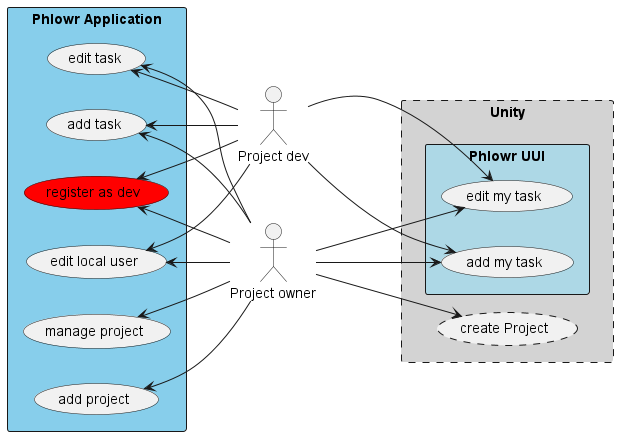 Phlowr Application
edit task
add task
register as dev
edit local user
manage project
add project
Project dev
Project owner
Unity
Phlowr UUI
edit my task
add my task
create Project